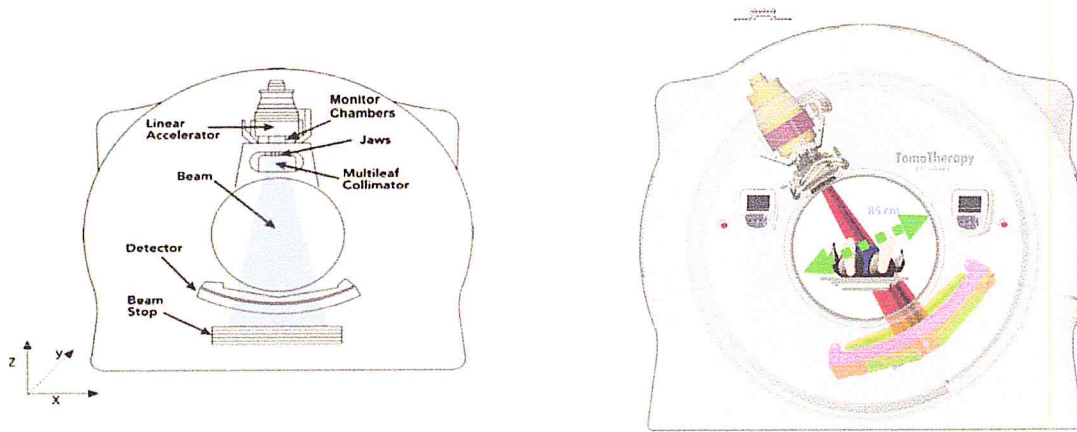 Linear
Accelerator
Monitor
Chambers
Jaws
Multileaf
Collimator
Beam
Detector
Beam
Stop
Z
y
X
TomoTherapy
85 cm